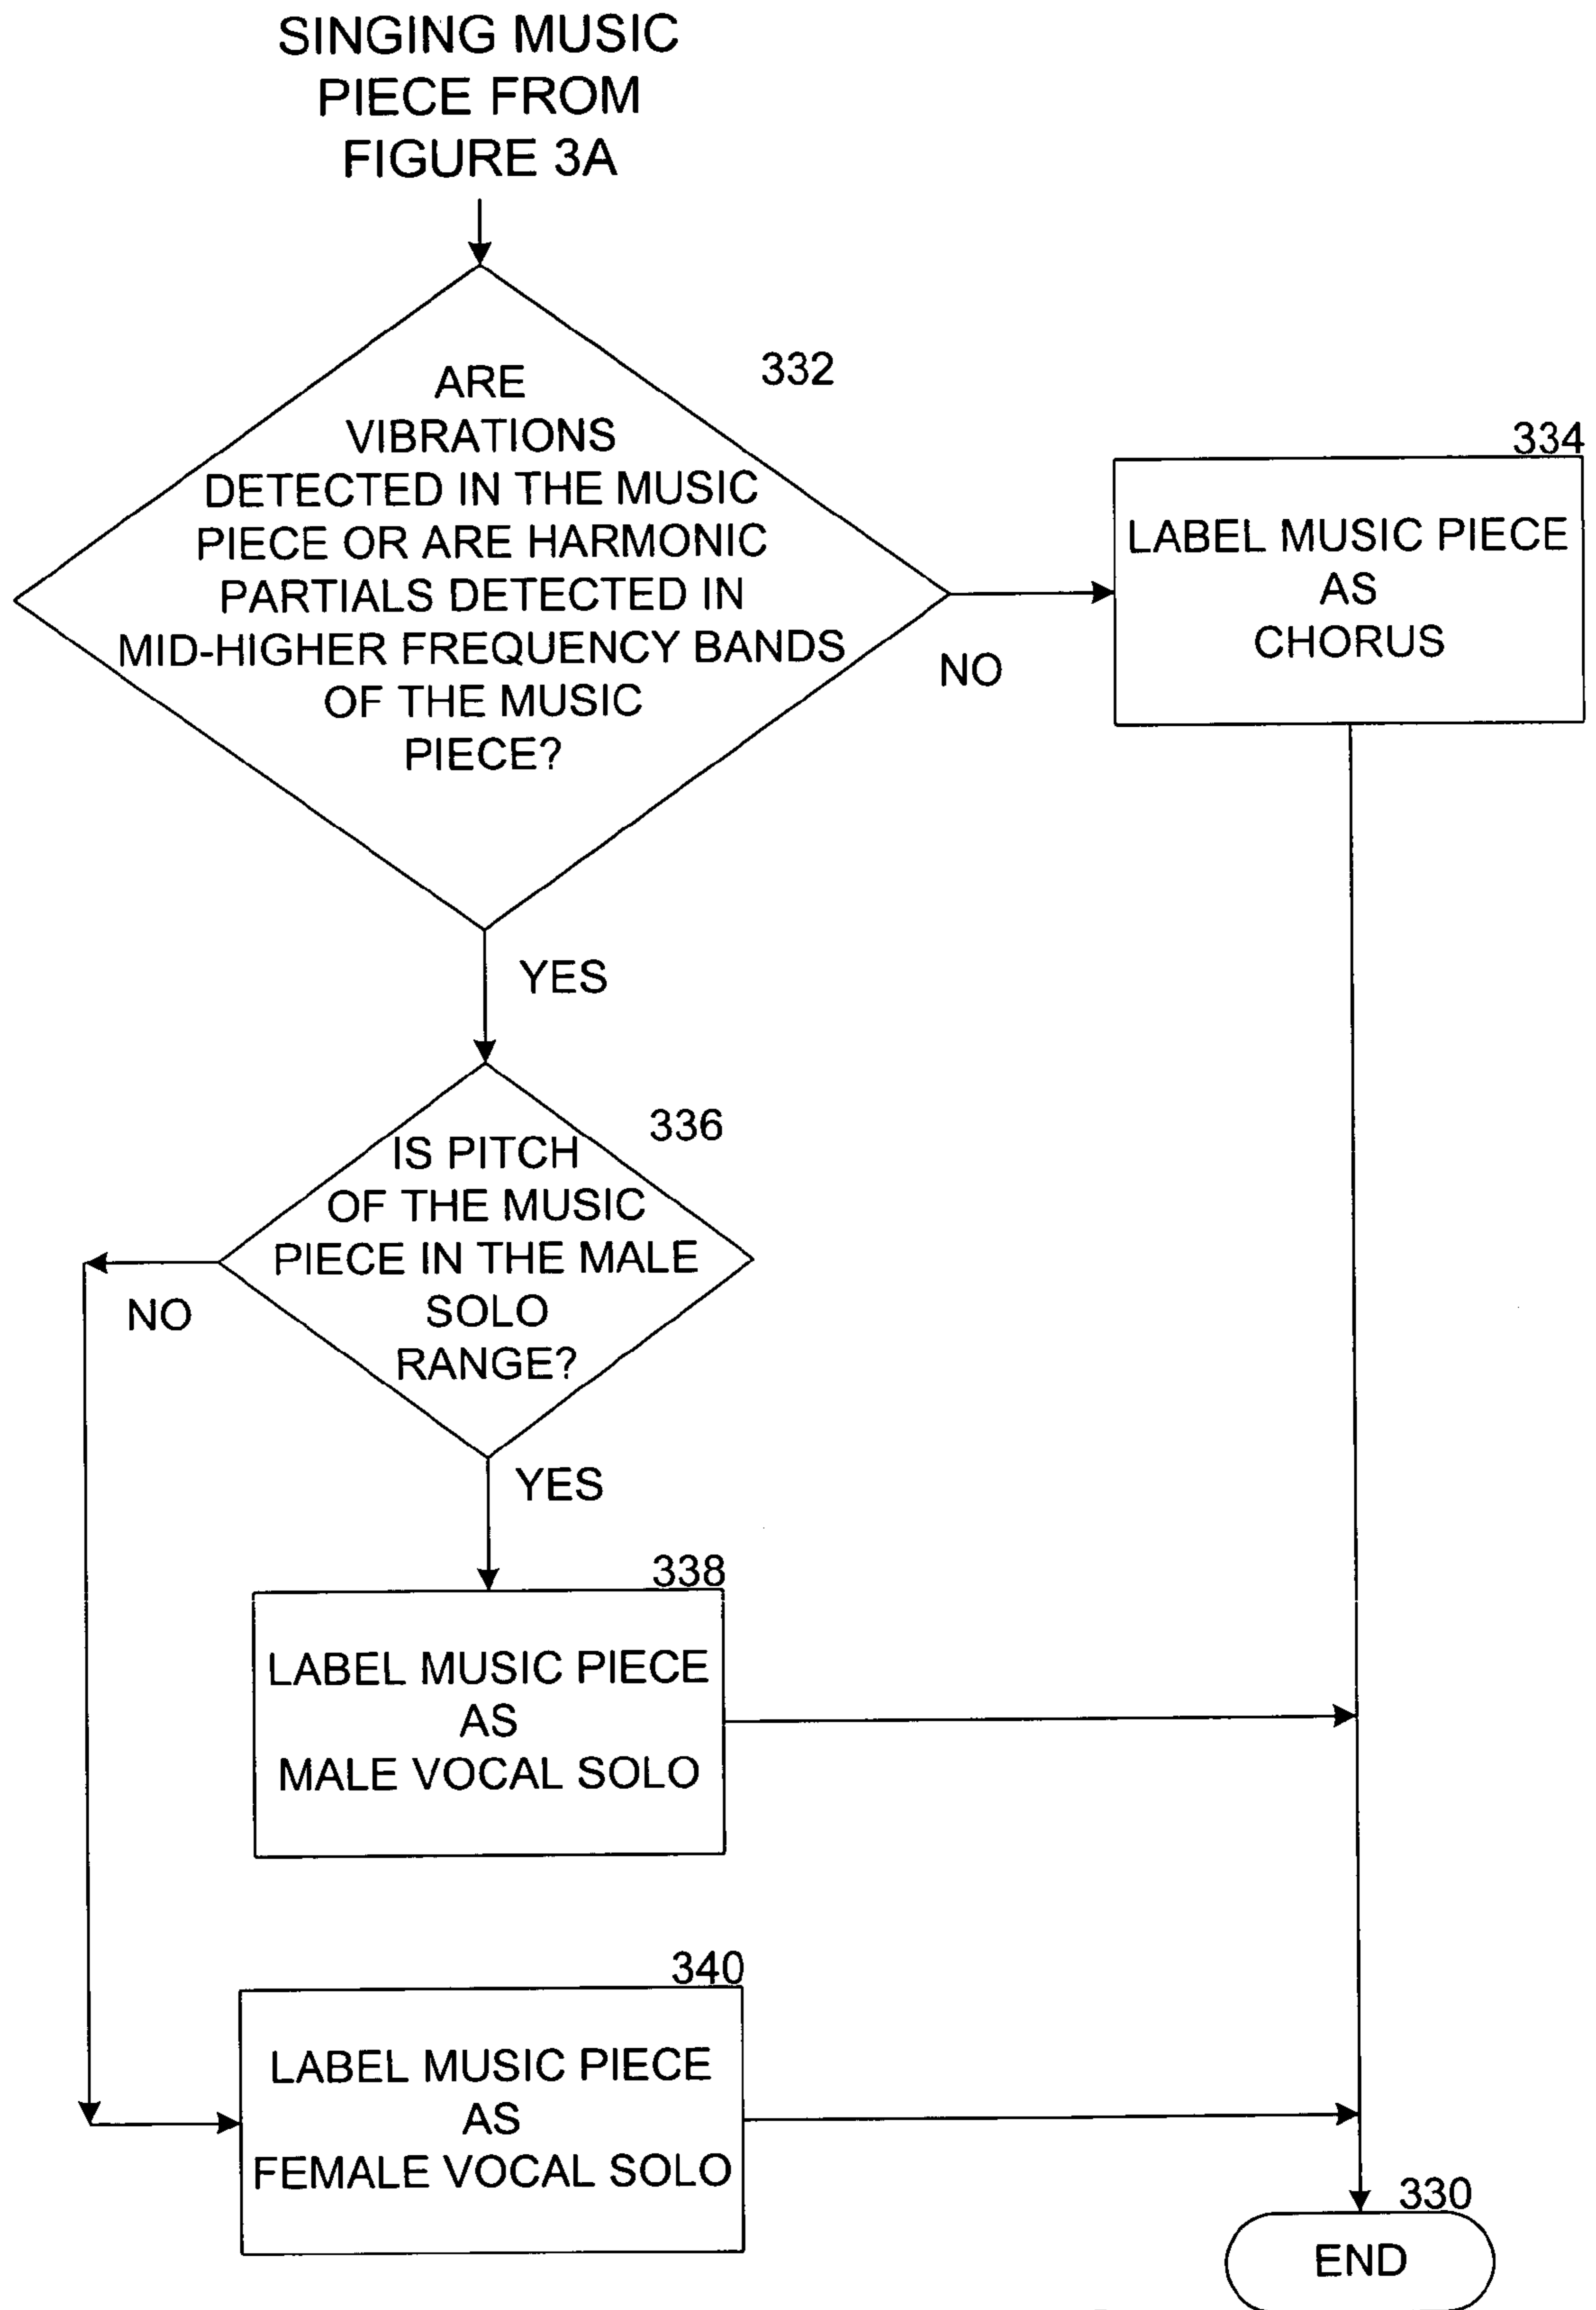 SINGING MUSIC
PIECE FROM
FIGURE 3A
332
ARE
VIBRATIONS
DETECTED IN THE MUSIC
PIECE OR ARE HARMONIC
PARTIALS DETECTED IN
MID-HIGHER FREQUENCY BANDS
OF THE MUSIC
PIECE?
NO
334
LABEL MUSIC PIECE
AS
CHORUS
YES
336
IS PITCH
OF THE MUSIC
PIECE IN THE MALE
SOLO
RANGE?
NO
YES
338
LABEL MUSIC PIECE
AS
MALE VOCAL SOLO
340
LABEL MUSIC PIECE
AS
FEMALE VOCAL SOLO
330
END